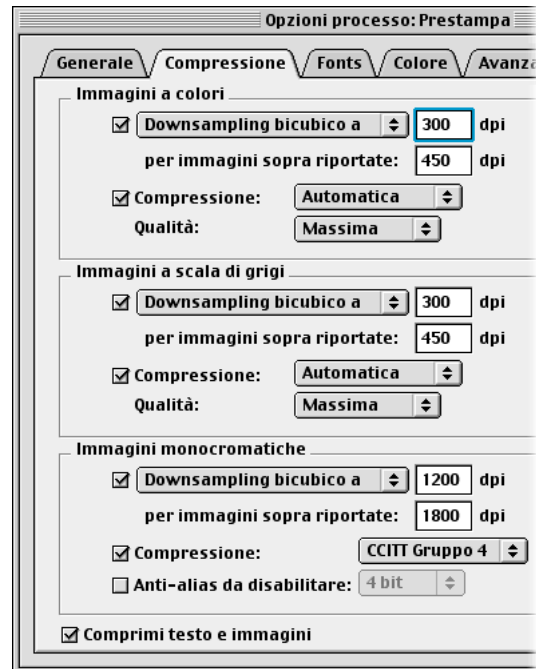 Opzioni processo: Prestampa
Generale Compressione Fonts Colore Avanza
Immagini a colori
Downsampling bicubico a 300 dpi
per immagini sopra riportate: 450 dpi
Compressione: Automatica
Qualità: Massima
Immagini a scala di grigi
Downsampling bicubico a 300 dpi
per immagini sopra riportate: 450 dpi
Compressione: Automatica
Qualità: Massima
Immagini monocromatiche
Downsampling bicubico a 1200 dpi
per immagini sopra riportate: 1800 dpi
Compressione: CCITT Gruppo 4
Anti-alias da disabilitare: 4 bit
Comprimi testo e immagini